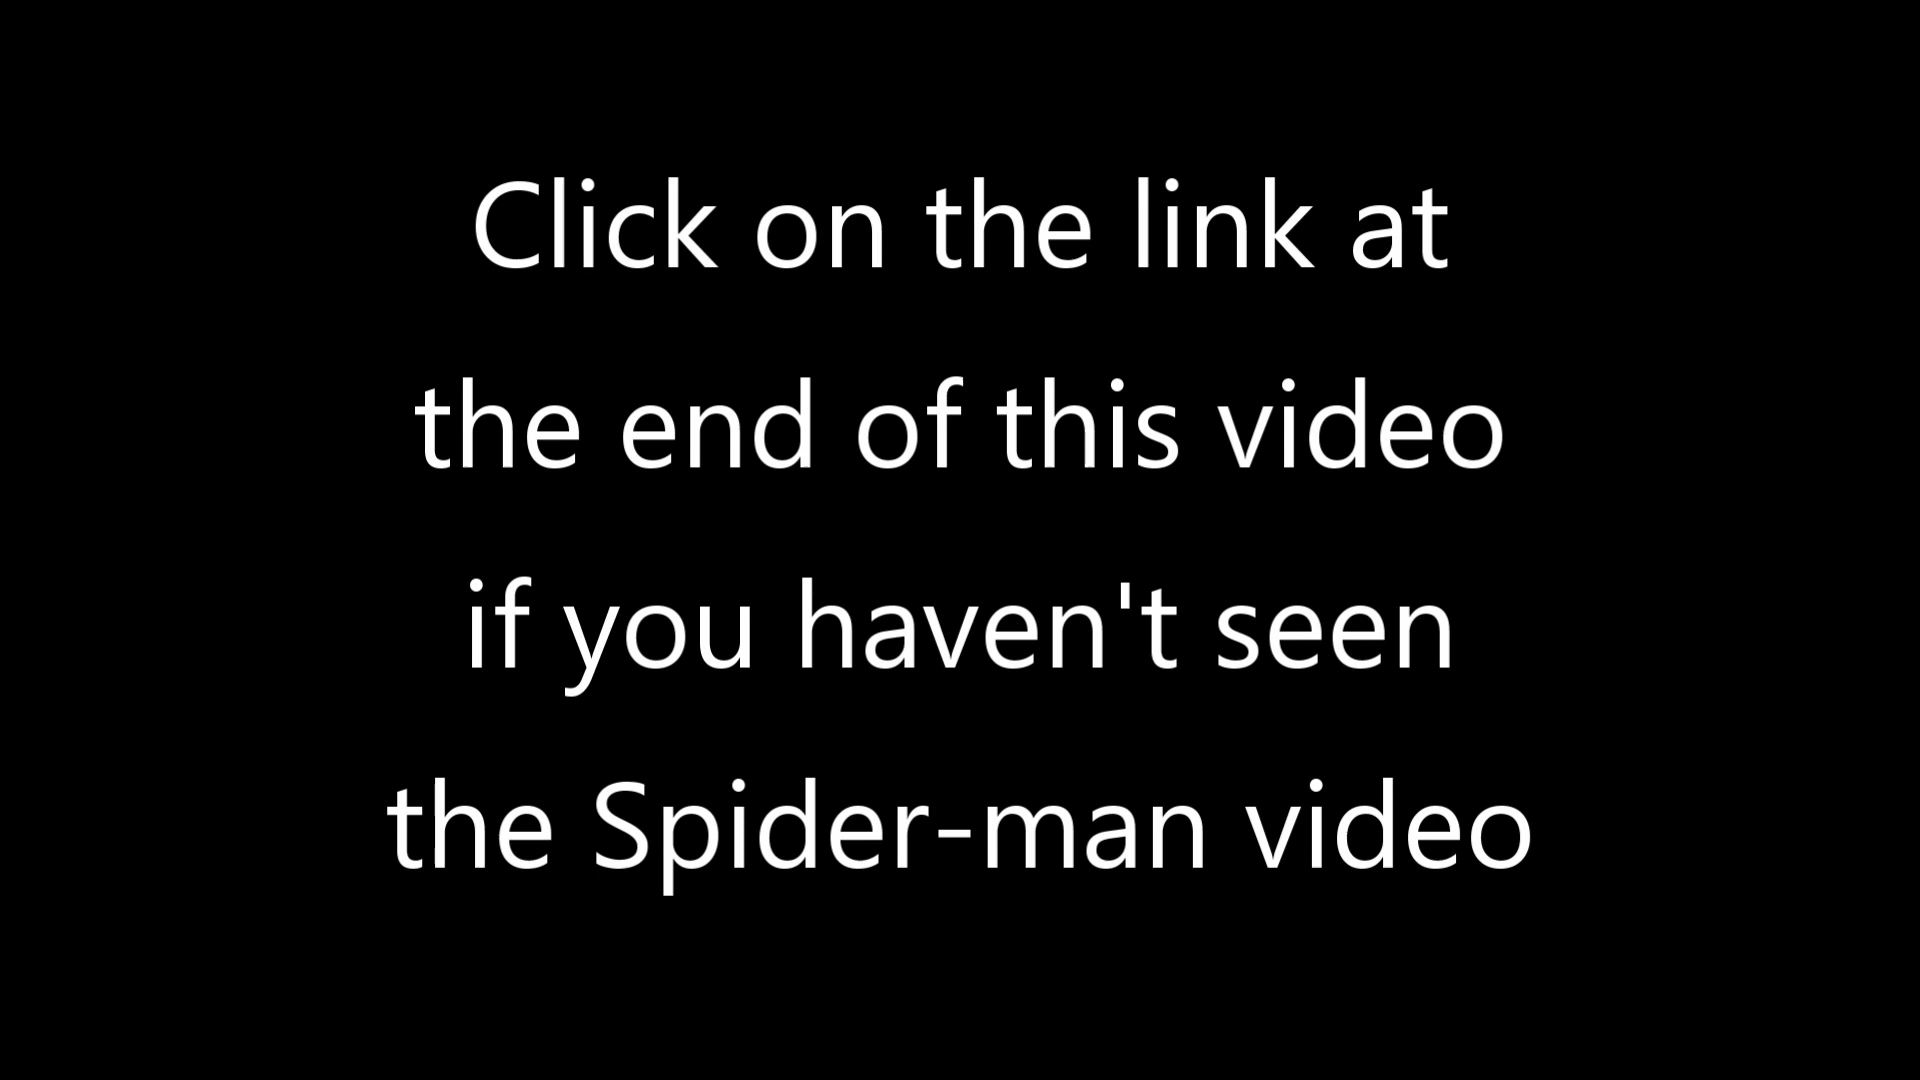 Click on the link at
the end of this video
if you haven't seen
the Spider-man video